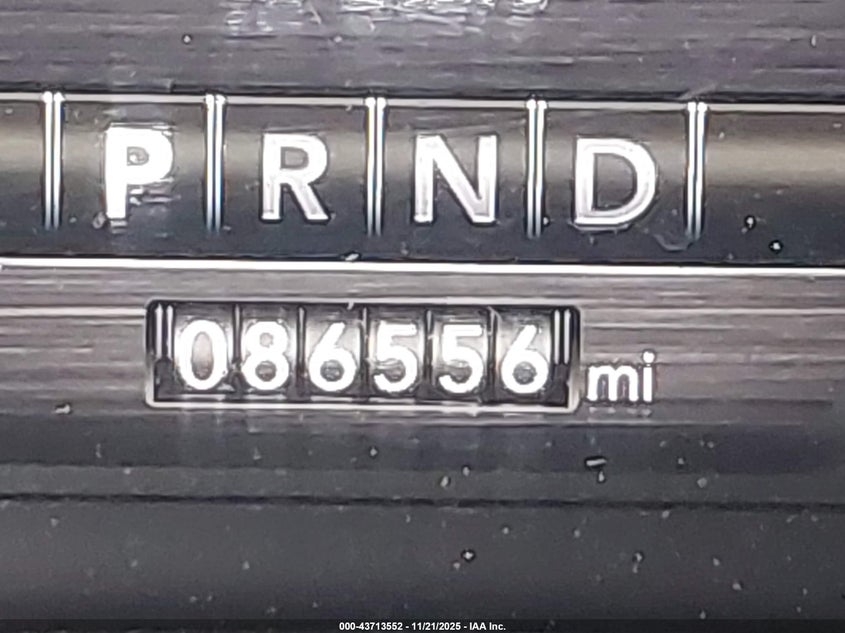 P R N D
086556 mi
000-43713552 - 11/21/2025 - IAA Inc.